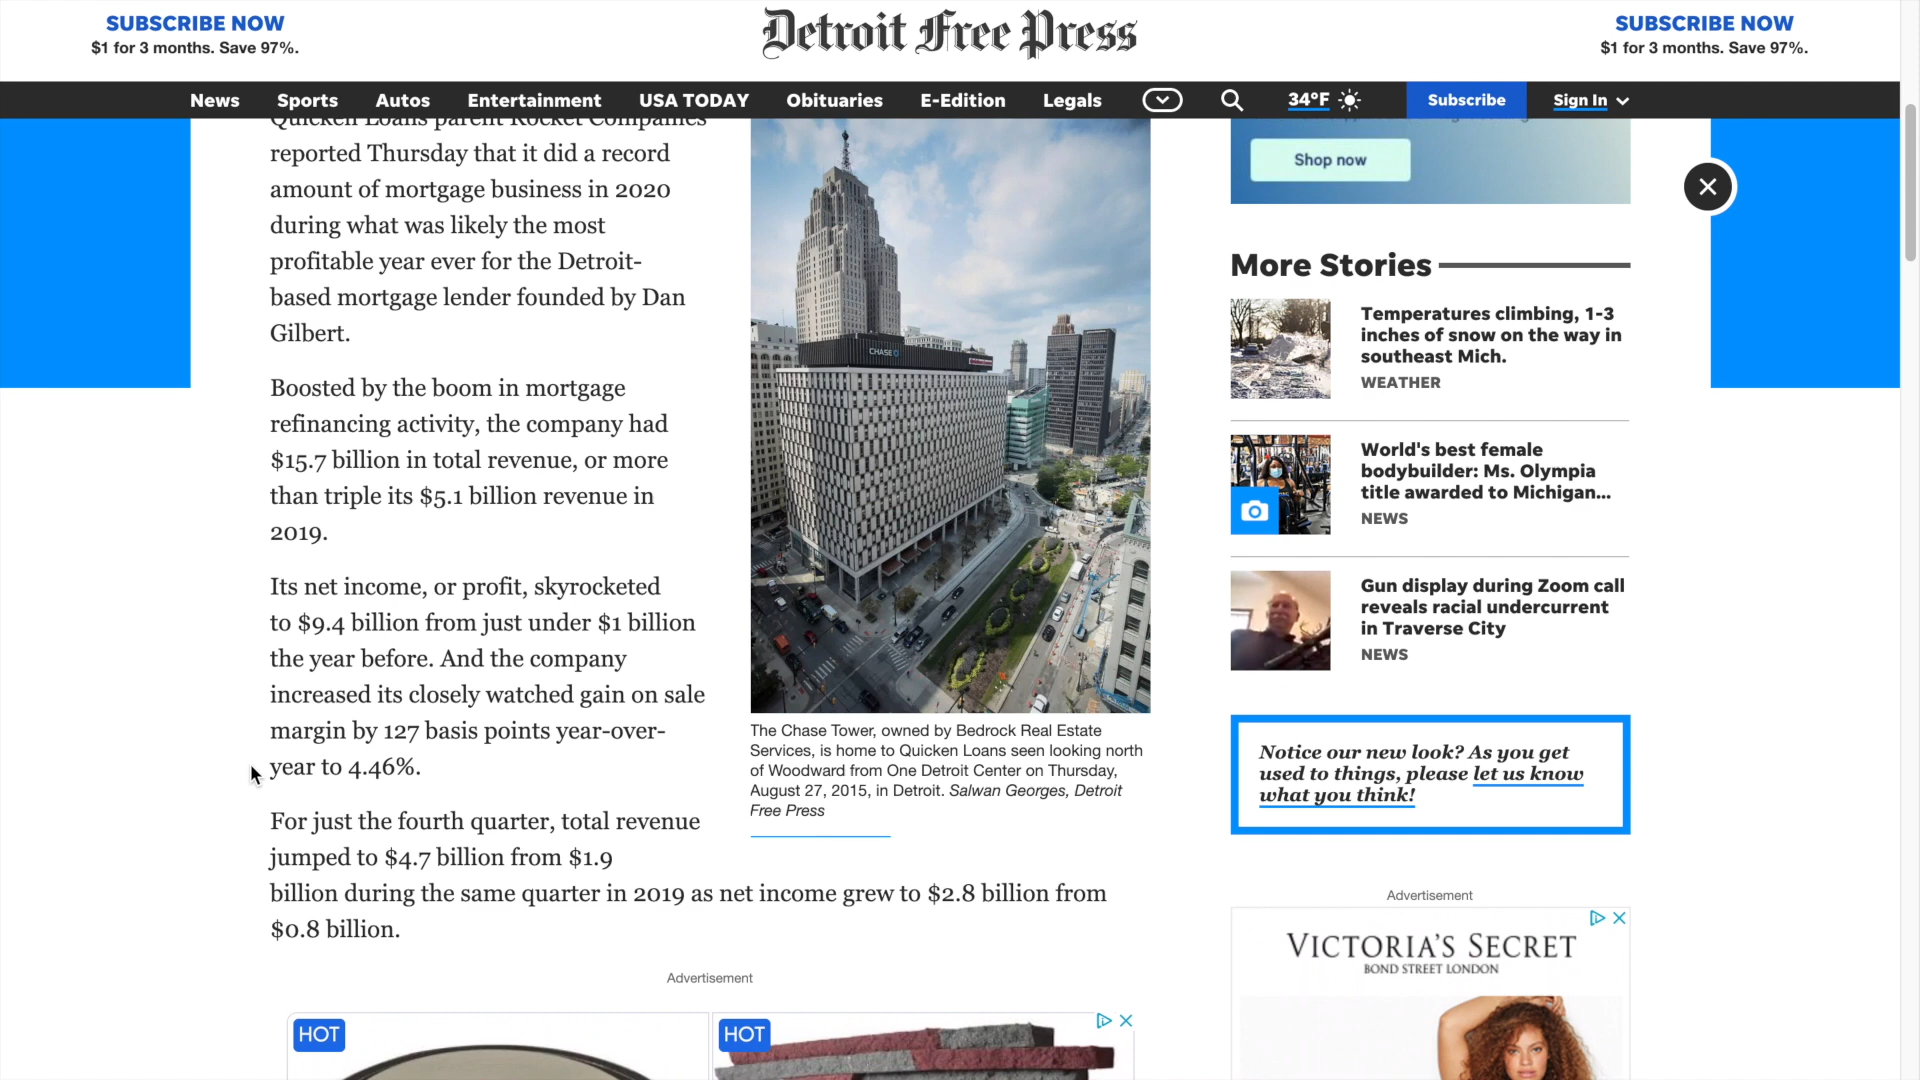 SUBSCRIBE NOW
$1 for 3 months. Save 97%.
Detroit Free Press
SUBSCRIBE NOW
$1 for 3 months. Save 97%.
News Sports Autos Entertainment USA TODAY Obituaries E-Edition Legals 34°F Subscribe Sign In
Quicken Loans parent Rocket Companies
reported Thursday that it did a record
amount of mortgage business in 2020
during what was likely the most
profitable year ever for the Detroit-
based mortgage lender founded by Dan
Gilbert.
Boosted by the boom in mortgage
refinancing activity, the company had
$15.7 billion in total revenue, or more
than triple its $5.1 billion revenue in
2019.
Its net income, or profit, skyrocketed
to $9.4 billion from just under $1 billion
the year before. And the company
increased its closely watched gain on sale
margin by 127 basis points year-over-
year to 4.46%.
For just the fourth quarter, total revenue
jumped to $4.7 billion from $1.9
billion during the same quarter in 2019 as net income grew to $2.8 billion from
$0.8 billion.
CHASE
The Chase Tower, owned by Bedrock Real Estate
Services, is home to Quicken Loans seen looking north
of Woodward from One Detroit Center on Thursday,
August 27, 2015, in Detroit. Salwan Georges, Detroit
Free Press
Advertisement
HOT
HOT
Shop now
More Stories
Temperatures climbing, 1-3
inches of snow on the way in
southeast Mich.
WEATHER
World's best female
bodybuilder: Ms. Olympia
title awarded to Michigan...
NEWS
Gun display during Zoom call
reveals racial undercurrent
in Traverse City
NEWS
Notice our new look? As you get
used to things, please let us know
what you think!
Advertisement
VICTORIA'S SECRET
BOND STREET LONDON